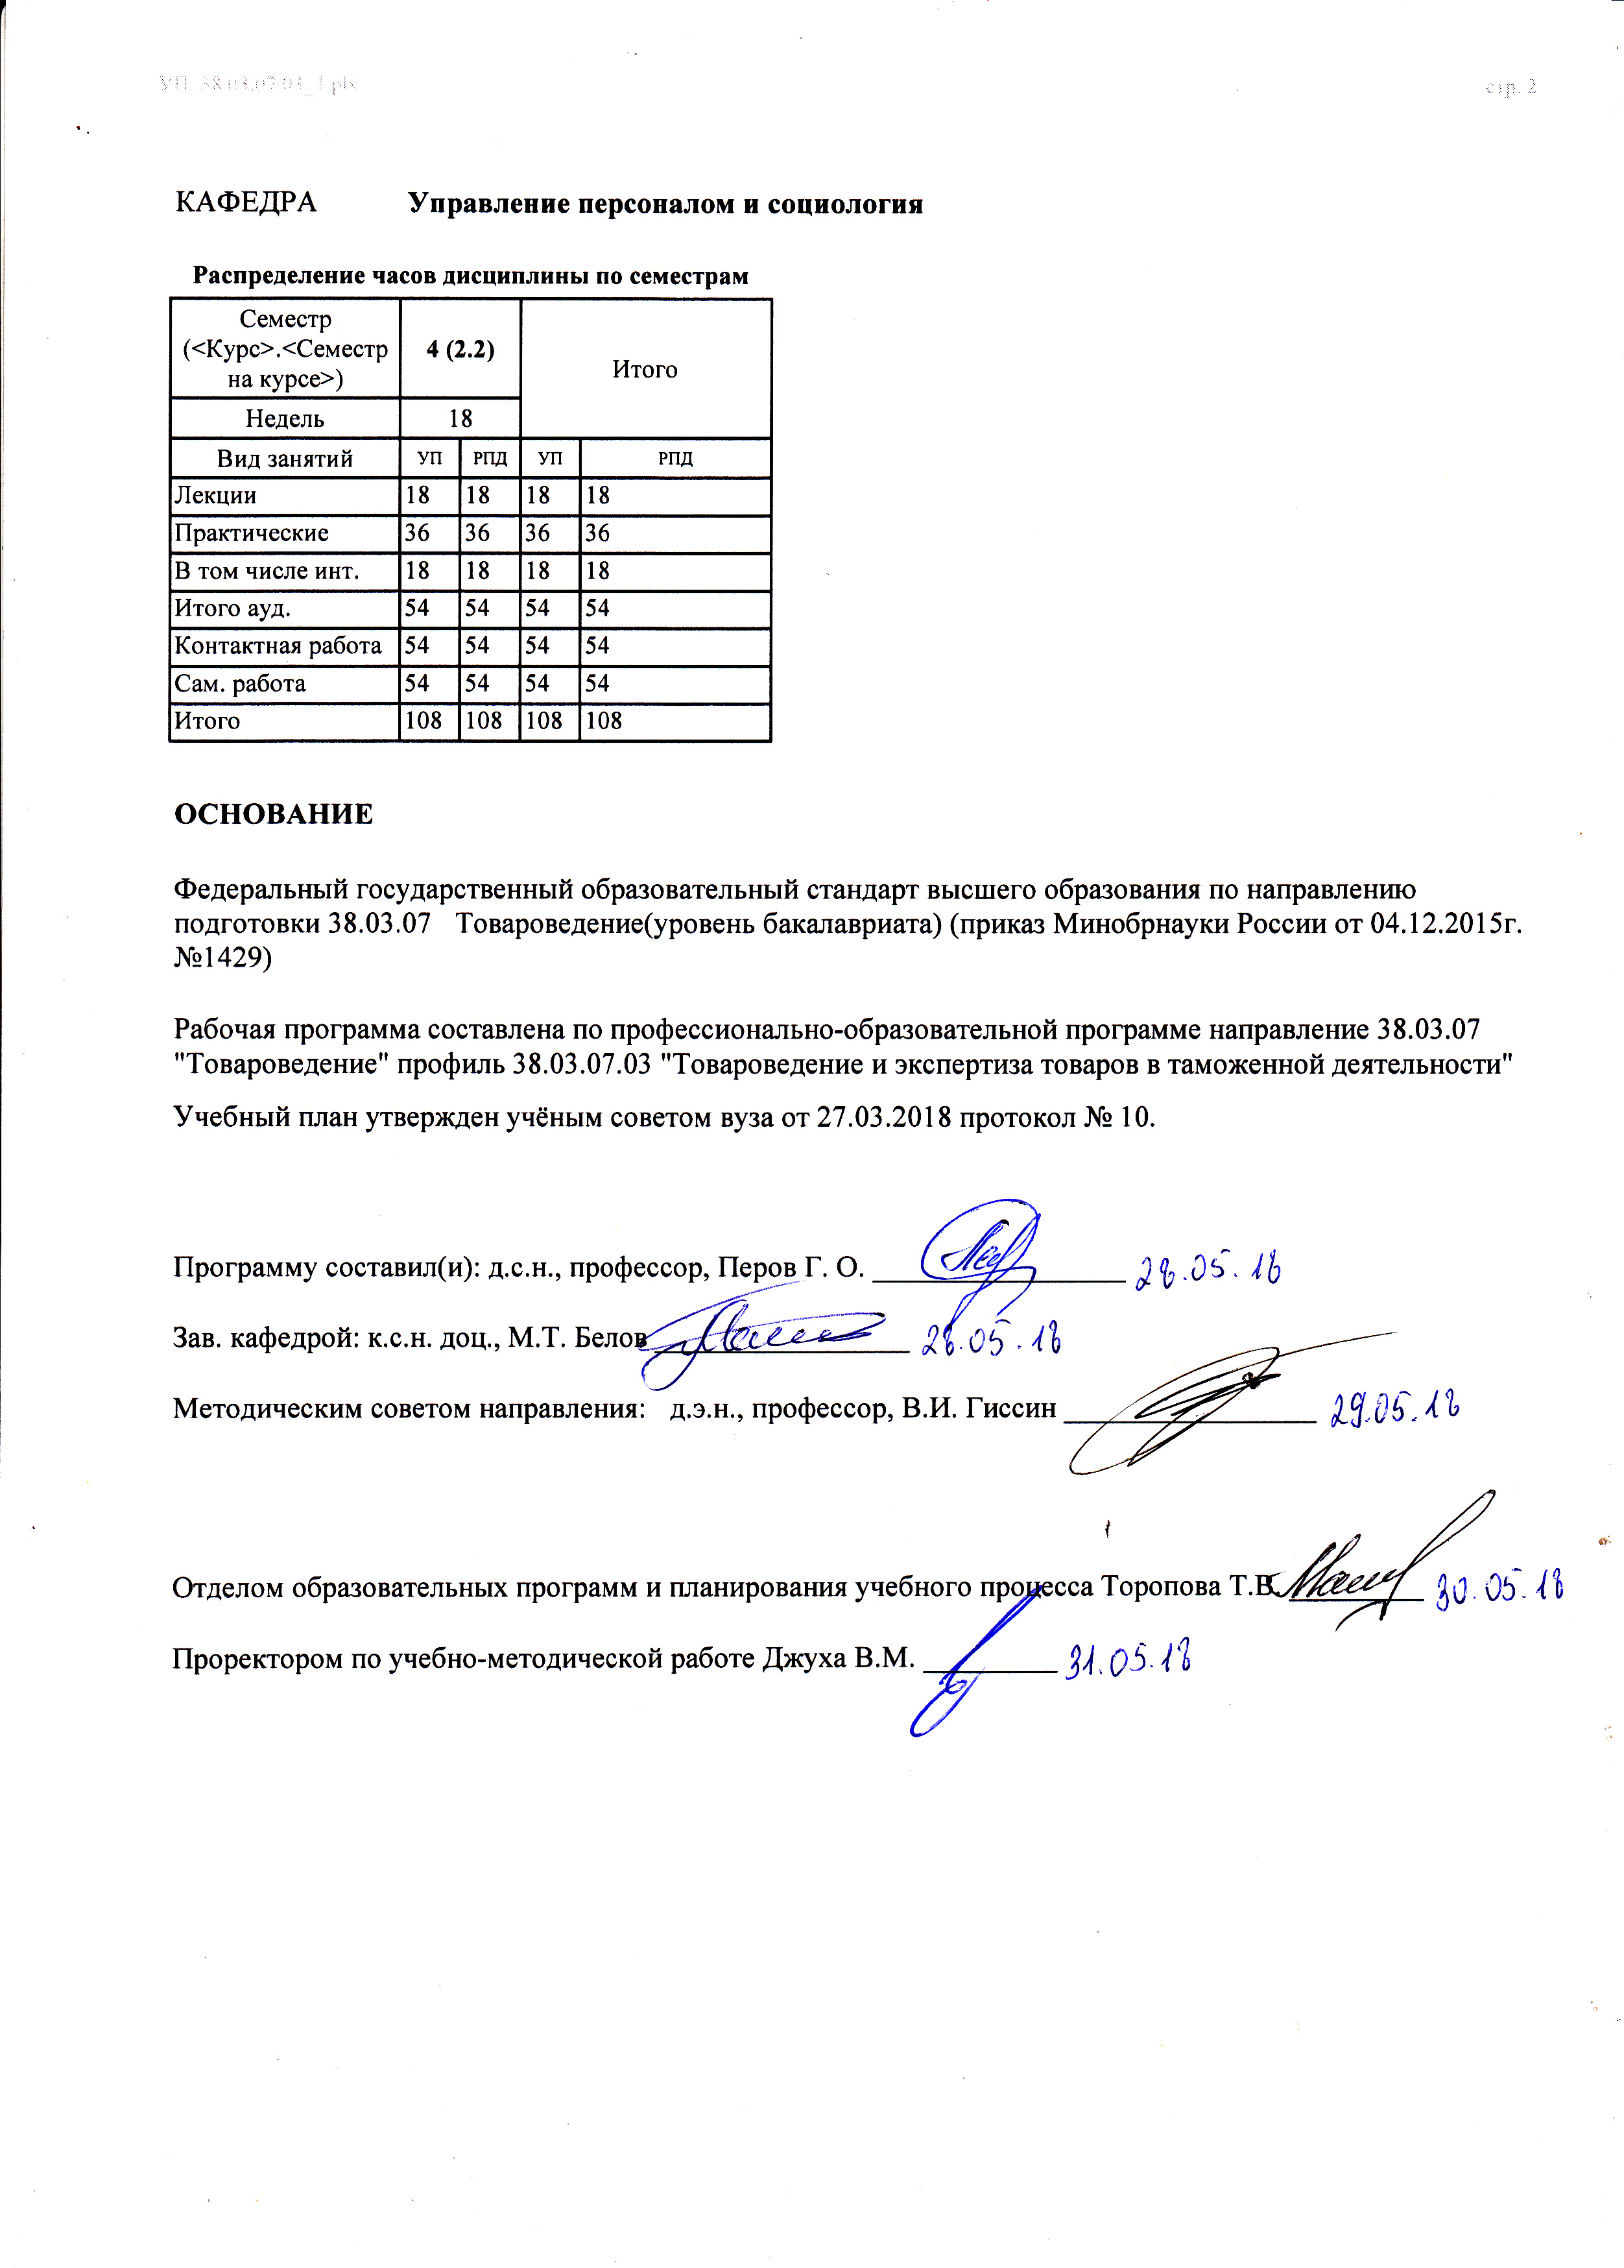 УП: 38.03.07.03_1.plx
стр. 2
КАФЕДРА Управление персоналом и социология
Распределение часов дисциплины по семестрам
Семестр (<Курс>.<Семестр на курсе>) 4 (2.2) Итого
Недель 18
Вид занятий УП РПД УП РПД
Лекции 18 18 18 18
Практические 36 36 36 36
В том числе инт. 18 18 18 18
Итого ауд. 54 54 54 54
Контактная работа 54 54 54 54
Сам. работа 54 54 54 54
Итого 108 108 108 108
ОСНОВАНИЕ
Федеральный государственный образовательный стандарт высшего образования по направлению
подготовки 38.03.07 Товароведение(уровень бакалавриата) (приказ Минобрнауки России от 04.12.2015г.
№1429)
Рабочая программа составлена по профессионально-образовательной программе направление 38.03.07
"Товароведение" профиль 38.03.07.03 "Товароведение и экспертиза товаров в таможенной деятельности"
Учебный план утвержден учёным советом вуза от 27.03.2018 протокол № 10.
Программу составил(и): д.с.н., профессор, Перов Г. О. 28.05.18
Зав. кафедрой: к.с.н. доц., М.Т. Белов 28.05.18
Методическим советом направления: д.э.н., профессор, В.И. Гиссин 29.05.18
Отделом образовательных программ и планирования учебного процесса Торопова Т.В. 30.05.18
Проректором по учебно-методической работе Джуха В.М. 31.05.18